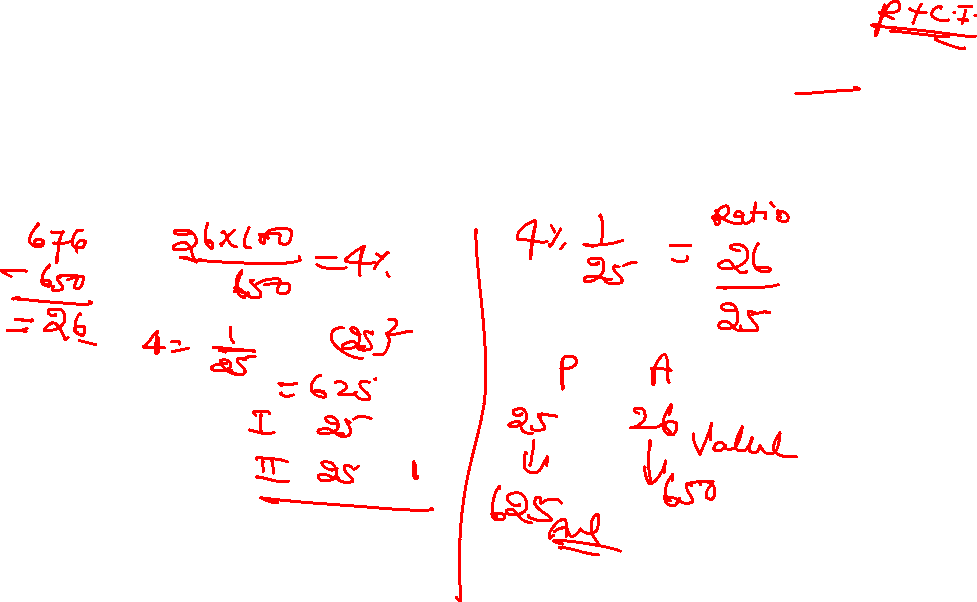 P+C.I.
676
- 650
= 26
26×100
650
=4%
4= 1
25
(25)²
= 625
I 25
II 25 1
4% 1
25
= Ratio
26
25
P A
25 26 Value
↓ ↓
625 650
Ans